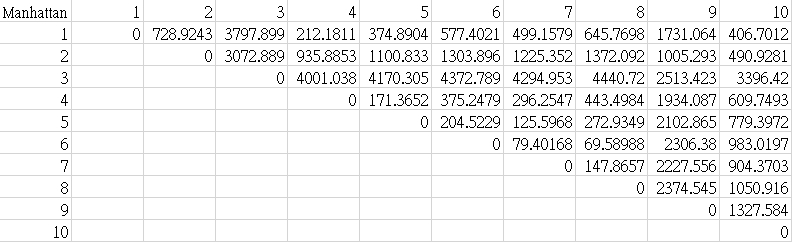 Manhattan 1 2 3 4 5 6 7 8 9 10
1 0 728.9243 3797.899 212.1811 374.8904 577.4021 499.1579 645.7698 1731.064 406.7012
2 0 3072.889 935.8853 1100.833 1303.896 1225.352 1372.092 1005.293 490.9281
3 0 4001.038 4170.305 4372.789 4294.953 4440.72 2513.423 3396.42
4 0 171.3652 375.2479 296.2547 443.4984 1934.087 609.7493
5 0 204.5229 125.5968 272.9349 2102.865 779.3972
6 0 79.40168 69.58988 2306.38 983.0197
7 0 147.8657 2227.556 904.3703
8 0 2374.545 1050.916
9 0 1327.584
10 0